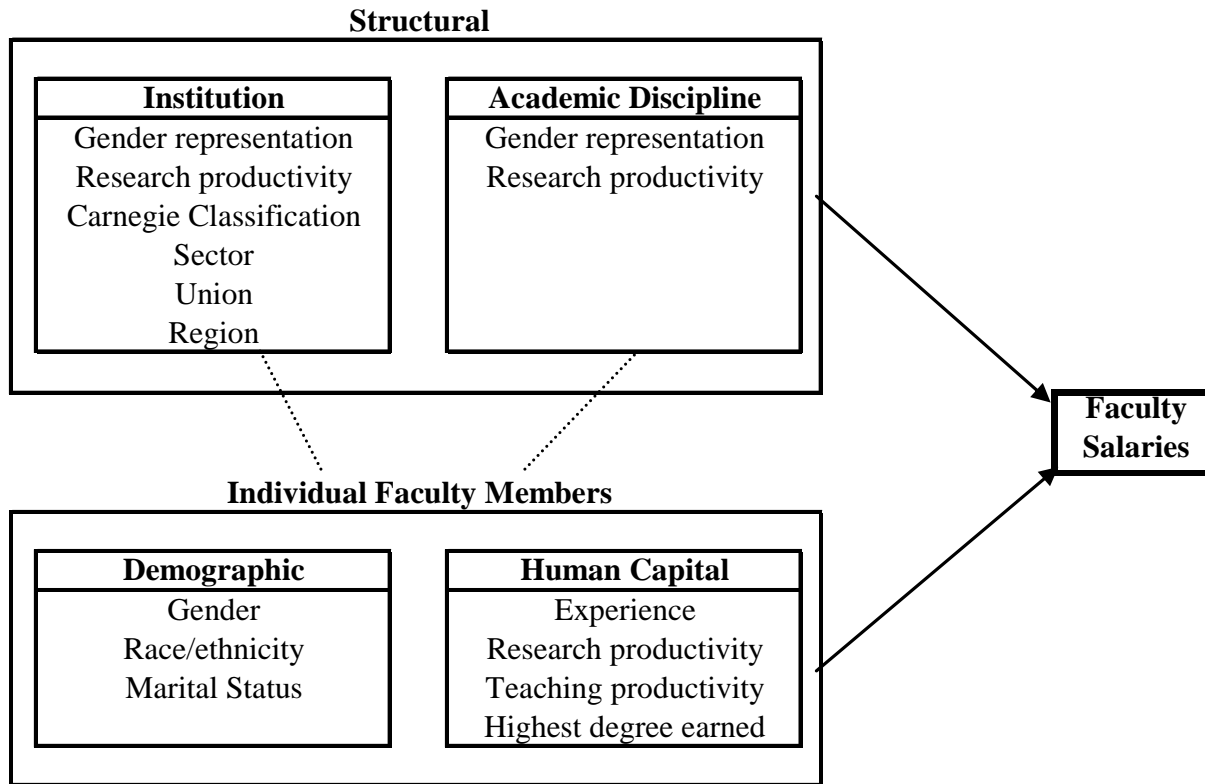 Structural
Institution
Gender representation
Research productivity
Carnegie Classification
Sector
Union
Region
Academic Discipline
Gender representation
Research productivity
Faculty
Salaries
Individual Faculty Members
Demographic
Gender
Race/ethnicity
Marital Status
Human Capital
Experience
Research productivity
Teaching productivity
Highest degree earned